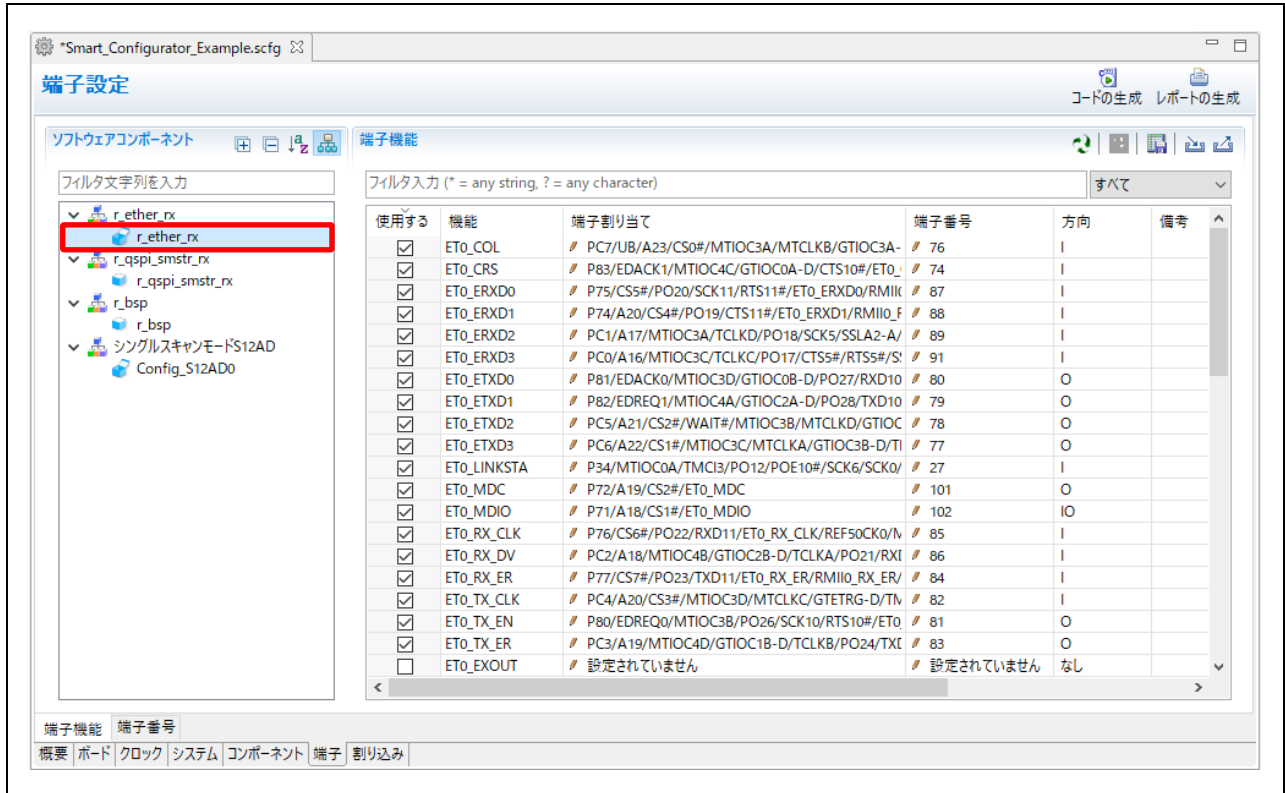 *Smart_Configurator_Example.scfg
端子設定
コードの生成 レポートの生成
ソフトウェアコンポーネント
端子機能
フィルタ文字列を入力
フィルタ入力 (* = any string, ? = any character)
すべて
r_ether_rx
r_ether_rx
r_qspi_smstr_rx
r_qspi_smstr_rx
r_bsp
r_bsp
シングルスキャンモードS12AD
Config_S12AD0
使用する 機能 端子割り当て 端子番号 方向 備考
ET0_COL PC7/UB/A23/CS0#/MTIOC3A/MTCLKB/GTIOC3A- 76 I
ET0_CRS P83/EDACK1/MTIOC4C/GTIOC0A-D/CTS10#/ET0_ 74 I
ET0_ERXD0 P75/CS5#/PO20/SCK11/RTS11#/ET0_ERXD0/RMII 87 I
ET0_ERXD1 P74/A20/CS4#/PO19/CTS11#/ET0_ERXD1/RMII0_ 88 I
ET0_ERXD2 PC1/A17/MTIOC3A/TCLKD/PO18/SCK5/SSLA2-A/ 89 I
ET0_ERXD3 PC0/A16/MTIOC3C/TCLKC/PO17/CTS5#/RTS5#/S 91 I
ET0_ETXD0 P81/EDACK0/MTIOC3D/GTIOC0B-D/PO27/RXD10 80 O
ET0_ETXD1 P82/EDREQ1/MTIOC4A/GTIOC2A-D/PO28/TXD10 79 O
ET0_ETXD2 PC5/A21/CS2#/WAIT#/MTIOC3B/MTCLKD/GTIOC 78 O
ET0_ETXD3 PC6/A22/CS1#/MTIOC3C/MTCLKA/GTIOC3B-D/T 77 O
ET0_LINKSTA P34/MTIOC0A/TMCI3/PO12/POE10#/SCK6/SCK0/ 27 I
ET0_MDC P72/A19/CS2#/ET0_MDC 101 O
ET0_MDIO P71/A18/CS1#/ET0_MDIO 102 IO
ET0_RX_CLK P76/CS6#/PO22/RXD11/ET0_RX_CLK/REF50CK0/ 85 I
ET0_RX_DV PC2/A18/MTIOC4B/GTIOC2B-D/TCLKA/PO21/RX 86 I
ET0_RX_ER P77/CS7#/PO23/TXD11/ET0_RX_ER/RMII0_RX_ER/ 84 I
ET0_TX_CLK PC4/A20/CS3#/MTIOC3D/MTCLKC/GTETRG-D/T 82 I
ET0_TX_EN P80/EDREQ0/MTIOC3B/PO26/SCK10/RTS10#/ET0_ 81 O
ET0_TX_ER PC3/A19/MTIOC4D/GTIOC1B-D/TCLKB/PO24/TX 83 O
ET0_EXOUT 設定されていません 設定されていません なし
端子機能 端子番号
概要 ボード クロック システム コンポーネント 端子 割り込み